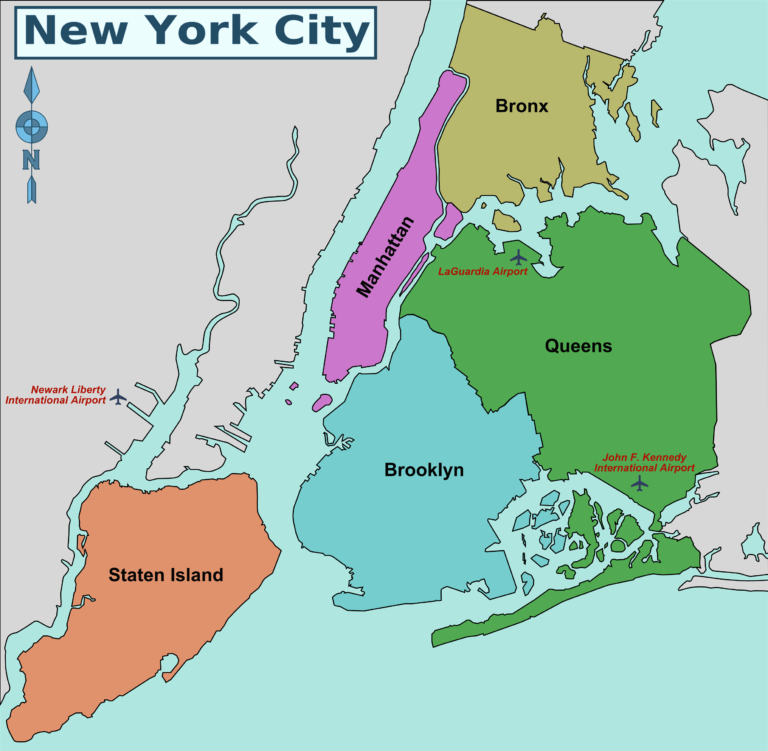 New York City
N
Bronx
Manhattan
LaGuardia Airport
Queens
Newark Liberty
International Airport
John F. Kennedy
International Airport
Brooklyn
Staten Island